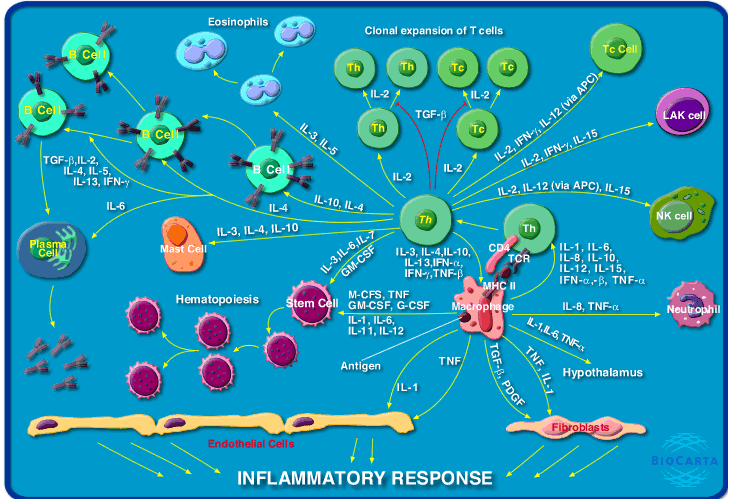 Eosinophils
Clonal expansion of T cells
B Cell
Th
Th
Tc
Tc
Tc Cell
IL-2
IL-2
TGF-β
B Cell
B Cell
Th
Tc
IL-3, IL-5
IL-2, IFN-γ, IL-12 (via APC)
LAK cell
TGF-β,IL-2,
IL-4, IL-5,
IL-13, IFN-γ
B Cell
IL-2
IL-2
IL-2, IFN-γ, IL-15
IL-2, IL-12 (via APC), IL-15
IL-6
IL-4
IL-10, IL-4
Th
Th
NK cell
Plasma
Cell
Mast Cell
IL-3, IL-4, IL-10
IL-3,IL-6,IL-7
GM-CSF
IL-3, IL-4,IL-10,
IL-13,IFN-α,
IFN-γ,TNF-β
CD4
TCR
MHC II
IL-1, IL-6,
IL-8, IL-10,
IL-12, IL-15,
IFN-α,-β, TNF-α
Hematopoiesis
Stem Cell
M-CFS, TNF
GM-CSF, G-CSF
IL-1, IL-6,
IL-11, IL-12
Macrophage
IL-8, TNF-α
Neutrophil
IL-1,IL-6, TNF-α
Antigen
Hypothalamus
IL-1
TNF
TGF-β, PDGF
TNF, IL-1
Endothelial Cells
Fibroblasts
INFLAMMATORY RESPONSE
BIOCARTA